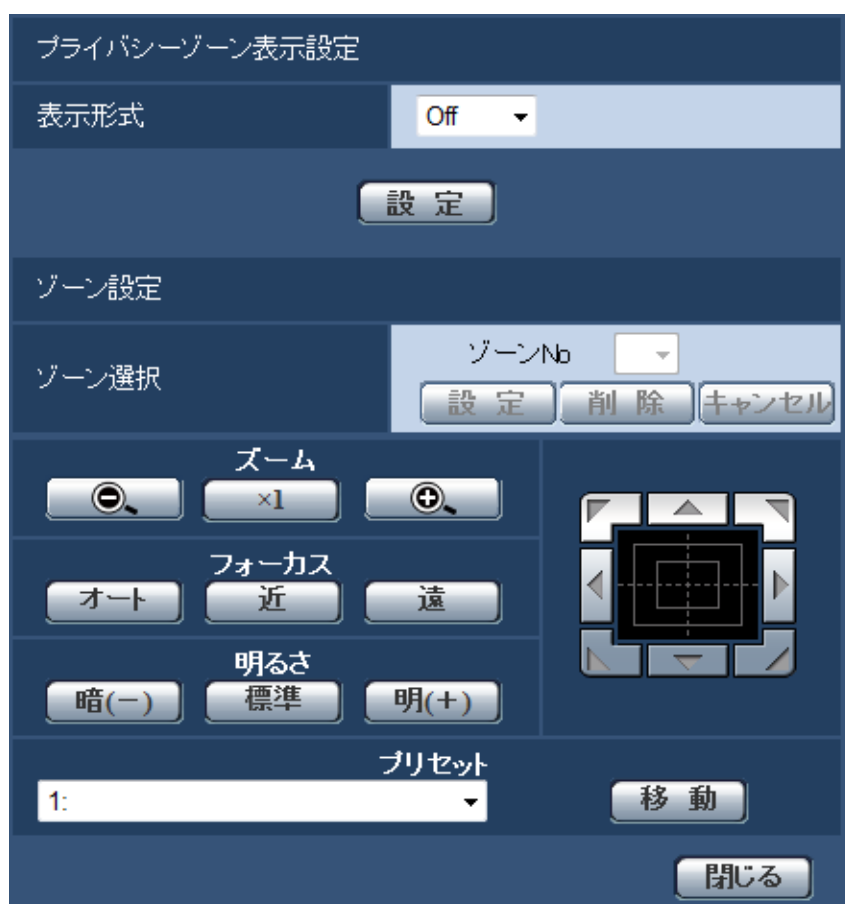 プライバシーゾーン表示設定
表示形式 Off
設 定
ゾーン設定
ゾーン選択 ゾーンNo
設 定 削 除 キャンセル
ズーム
×1
フォーカス
オート 近 遠
明るさ
暗(－) 標準 明(＋)
プリセット
1: 移 動
閉じる